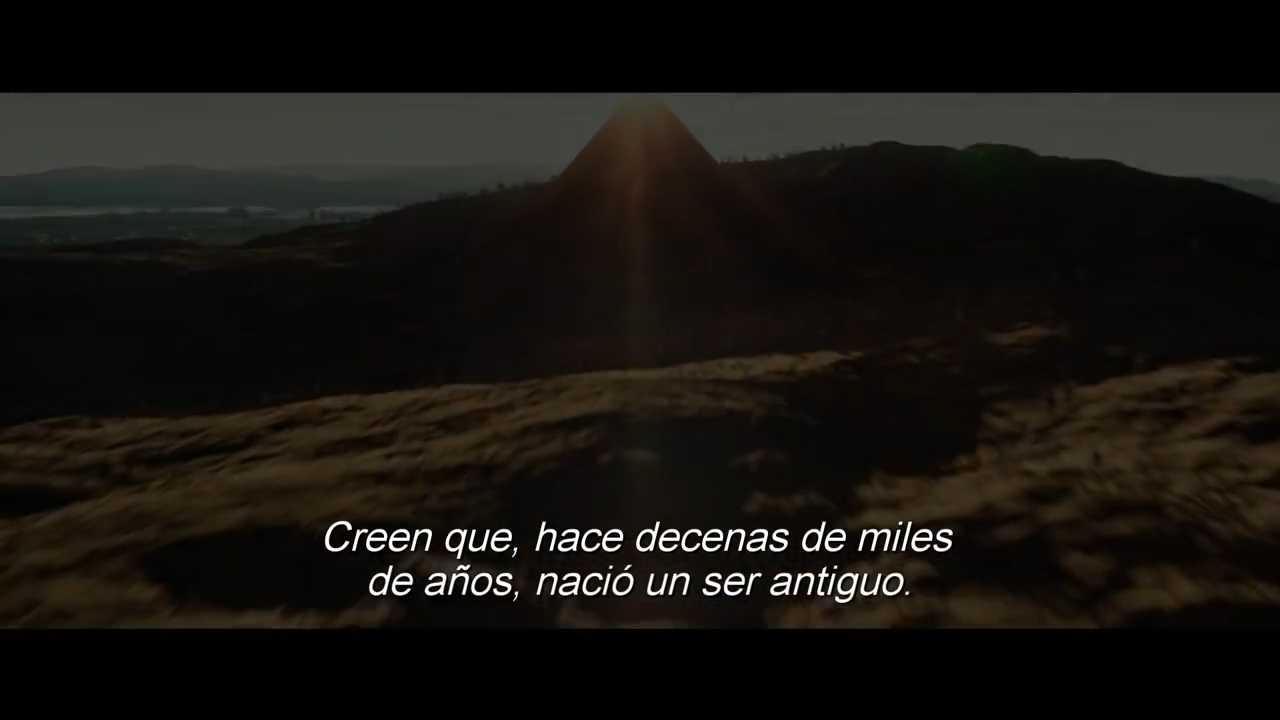 Creen que, hace decenas de miles
de años, nació un ser antiguo.